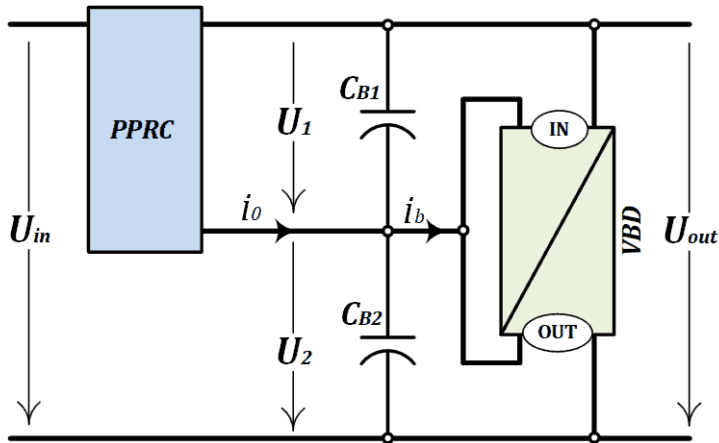 PPRC
U1
CB1
IN
i0
ib
VBD
Uin
Uout
CB2
U2
OUT